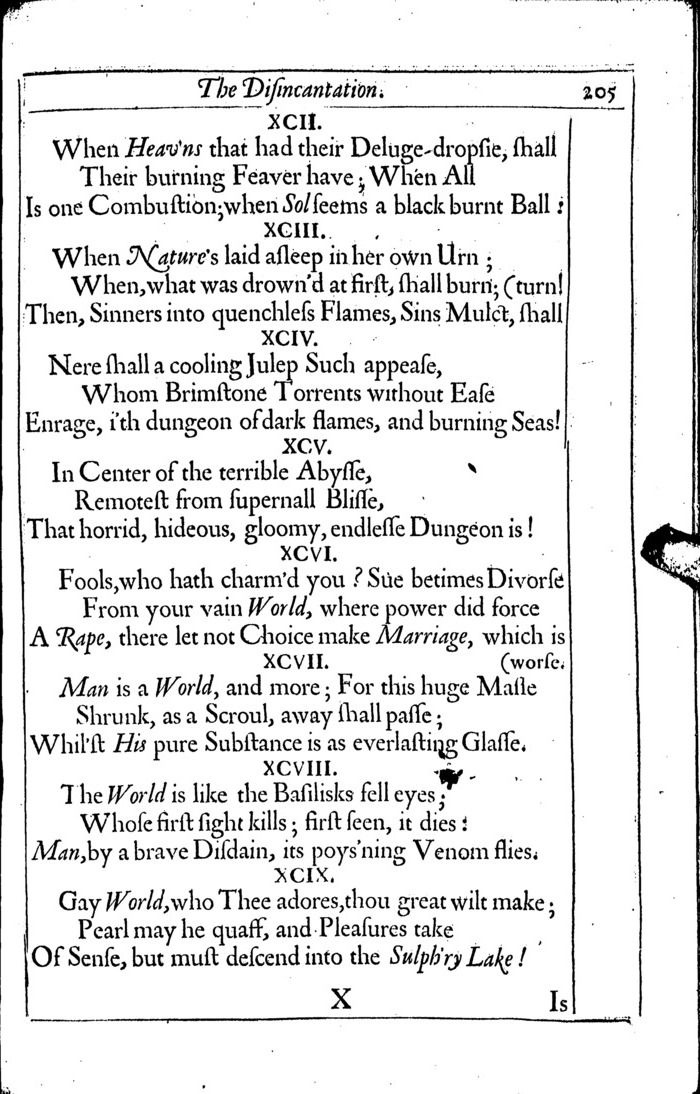 The Diſincantation. 205
XCII.
When Heav'ns that had their Deluge-dropſie, ſhall
Their burning Feaver have; When All
Is one Combuſtion; when Sol ſeems a black burnt Ball:
XCIII.
When Nature's laid aſleep in her own Urn;
When, what was drown'd at firſt, ſhall burn; (turn!
Then, Sinners into quenchleſs Flames, Sins Mulct, ſhall
XCIV.
Nere ſhall a cooling Julep Such appeaſe,
Whom Brimſtone Torrents without Eaſe
Enrage, i'th dungeon of dark flames, and burning Seas!
XCV.
In Center of the terrible Abyſſe,
Remoteſt from ſupernall Bliſſe,
That horrid, hideous, gloomy, endleſſe Dungeon is!
XCVI.
Fools, who hath charm'd you? Sue betimes Divorſe
From your vain World, where power did force
A Rape, there let not Choice make Marriage, which is
XCVII. (worſe.
Man is a World, and more; For this huge Maſſe
Shrunk, as a Scroul, away ſhall paſſe;
Whil'ſt His pure Subſtance is as everlaſting Glaſſe.
XCVIII.
The World is like the Baſilisks fell eyes;
Whoſe firſt ſight kills; firſt ſeen, it dies:
Man, by a brave Diſdain, its poys'ning Venom flies.
XCIX.
Gay World, who Thee adores, thou great wilt make;
Pearl may he quaff, and Pleaſures take
Of Senſe, but muſt deſcend into the Sulph'ry Lake!
X Is